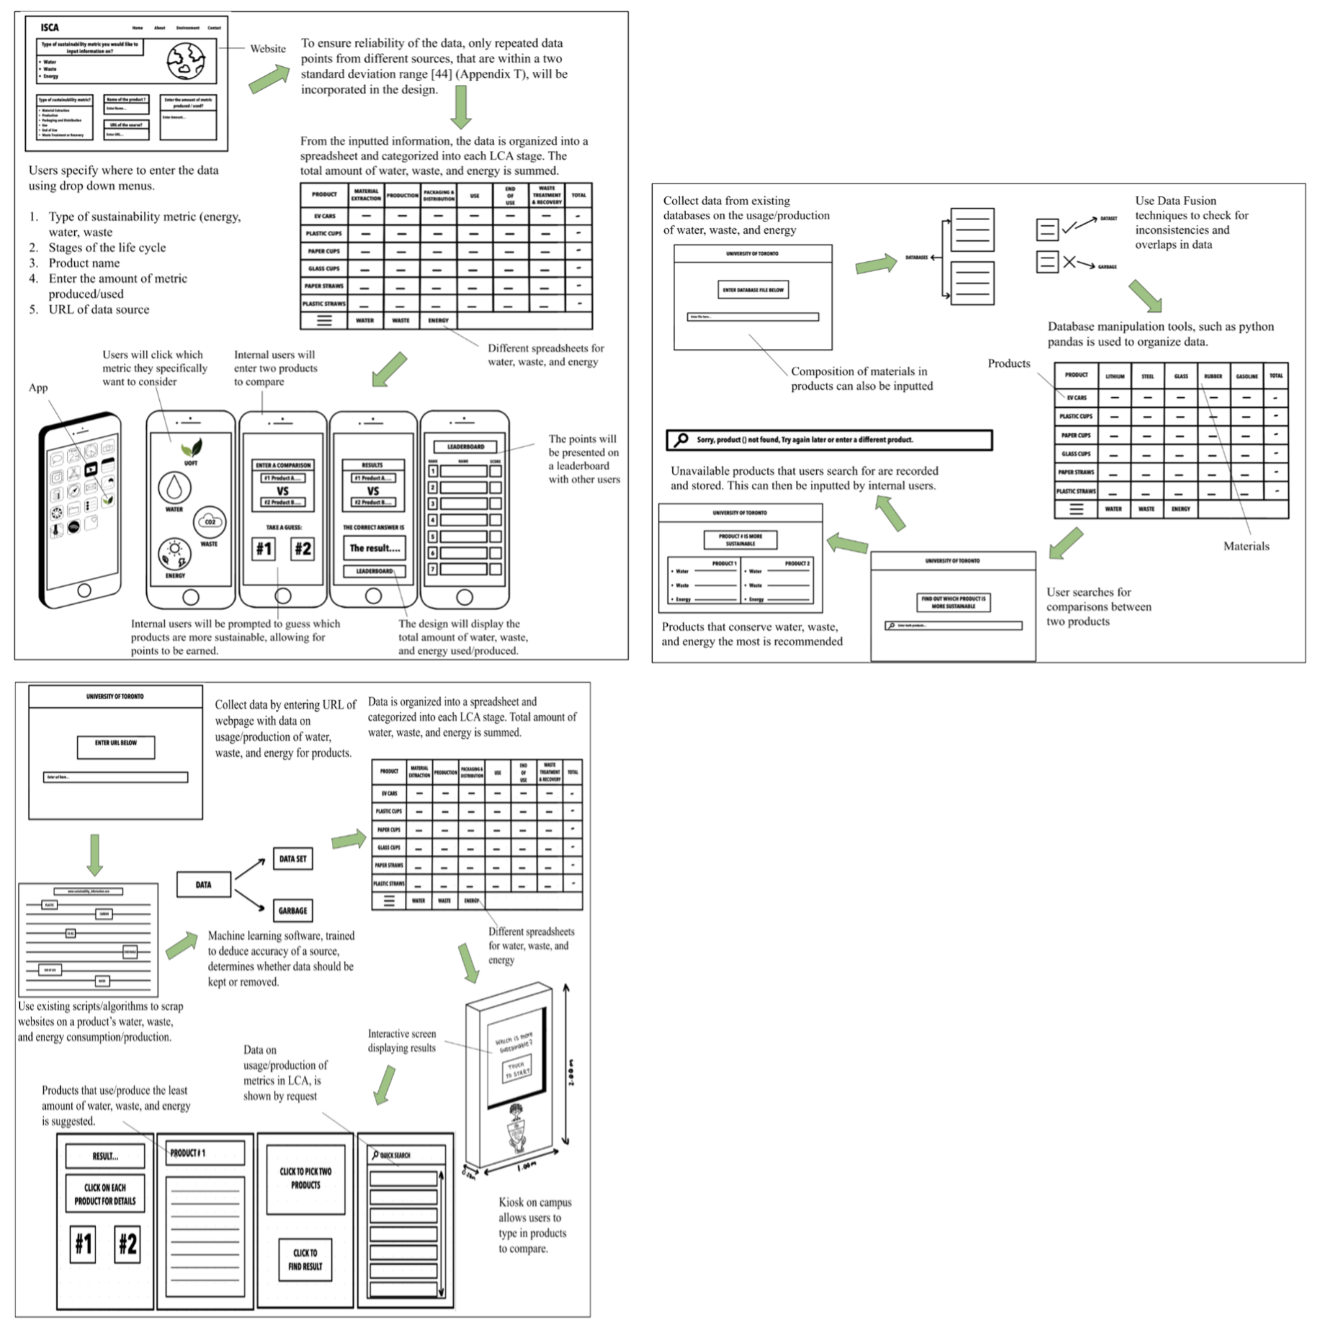 ISCA
Home About Environment Contact
Type of sustainability metric you would like to
input information on?
• Water
• Waste
• Energy
Type of sustainability metric?
• Material Extraction
• Production
• Packaging and Distribution
• Use
• End of Use
• Waste Treatment or Recovery
Name of the product ?
Enter Name...
URL of the source?
Enter URL...
Enter the amount of metric
produced / used?
Enter Amount...
Website
Users specify where to enter the data
using drop down menus.
1. Type of sustainability metric (energy,
water, waste
2. Stages of the life cycle
3. Product name
4. Enter the amount of metric
produced/used
5. URL of data source
To ensure reliability of the data, only repeated data
points from different sources, that are within a two
standard deviation range [44] (Appendix T), will be
incorporated in the design.
From the inputted information, the data is organized into a
spreadsheet and categorized into each LCA stage. The
total amount of water, waste, and energy is summed.
PRODUCT MATERIAL EXTRACTION PRODUCTION PACKAGING & DISTRIBUTION USE END OF USE WASTE TREATMENT & RECOVERY TOTAL
EV CARS – – – – – – -
PLASTIC CUPS – – – – – – -
PAPER CUPS – – – – – – -
GLASS CUPS – – – – – – -
PAPER STRAWS – – – – – – -
PLASTIC STRAWS – – – – – – -
WATER WASTE ENERGY
Different spreadsheets for
water, waste, and energy
App
Users will click which
metric they specifically
want to consider
Internal users will
enter two products
to compare
UOFT
WATER
CO2
WASTE
ENERGY
ENTER A COMPARISON
#1 Product A....
VS
#2 Product B....
TAKE A GUESS:
#1 #2
RESULTS
#1 Product A....
VS
#2 Product B....
THE CORRECT ANSWER IS
The result....
LEADERBOARD
LEADERBOARD
RANK NAME SCORE
1
2
3
4
5
6
7
The points will
be presented on
a leaderboard
with other users
Internal users will be prompted to guess which
products are more sustainable, allowing for
points to be earned.
The design will display the
total amount of water, waste,
and energy used/produced.
Collect data from existing
databases on the usage/production
of water, waste, and energy
UNIVERSITY OF TORONTO
ENTER DATABASE FILE BELOW
DATABASES
DATASET
GARBAGE
Use Data Fusion
techniques to check for
inconsistencies and
overlaps in data
Composition of materials in
products can also be inputted
Database manipulation tools, such as python
pandas is used to organize data.
Products
PRODUCT LITHIUM STEEL GLASS RUBBER GASOLINE TOTAL
EV CARS – – – – – -
PLASTIC CUPS – – – – – -
PAPER CUPS – – – – – -
GLASS CUPS – – – – – -
PAPER STRAWS – – – – – -
PLASTIC STRAWS – – – – – -
WATER WASTE ENERGY
Materials
Sorry, product () not found, Try again later or enter a different product.
Unavailable products that users search for are recorded
and stored. This can then be inputted by internal users.
UNIVERSITY OF TORONTO
PRODUCT # IS MORE
SUSTAINABLE
PRODUCT 1 PRODUCT 2
• Water • Water
• Waste • Waste
• Energy • Energy
Products that conserve water, waste,
and energy the most is recommended
UNIVERSITY OF TORONTO
FIND OUT WHICH PRODUCT IS
MORE SUSTAINABLE
User searches for
comparisons between
two products
UNIVERSITY OF TORONTO
ENTER URL BELOW
Collect data by entering URL of
webpage with data on
usage/production of water,
waste, and energy for products.
Data is organized into a spreadsheet and
categorized into each LCA stage. Total amount of
water, waste, and energy is summed.
PRODUCT MATERIAL EXTRACTION PRODUCTION PACKAGING & DISTRIBUTION USE END OF USE WASTE TREATMENT & RECOVERY TOTAL
EV CARS – – – – – – -
PLASTIC CUPS – – – – – – -
PAPER CUPS – – – – – – -
GLASS CUPS – – – – – – -
PAPER STRAWS – – – – – – -
PLASTIC STRAWS – – – – – – -
WATER WASTE ENERGY
DATA
DATA SET
GARBAGE
Use existing scripts/algorithms to scrap
websites on a product's water, waste,
and energy consumption/production.
Machine learning software, trained
to deduce accuracy of a source,
determines whether data should be
kept or removed.
Different spreadsheets
for water, waste, and
energy
Interactive screen
displaying results
Which is more
sustainable?
TOUCH
TO START
2.00m
1.00m
Data on
usage/production of
metrics in LCA, is
shown by request
Products that use/produce the least
amount of water, waste, and energy
is suggested.
RESULT...
CLICK ON EACH
PRODUCT FOR DETAILS
#1 #2
PRODUCT # 1
CLICK TO PICK TWO
PRODUCTS
CLICK TO
FIND RESULT
QUICK SEARCH
Kiosk on campus
allows users to
type in products
to compare.